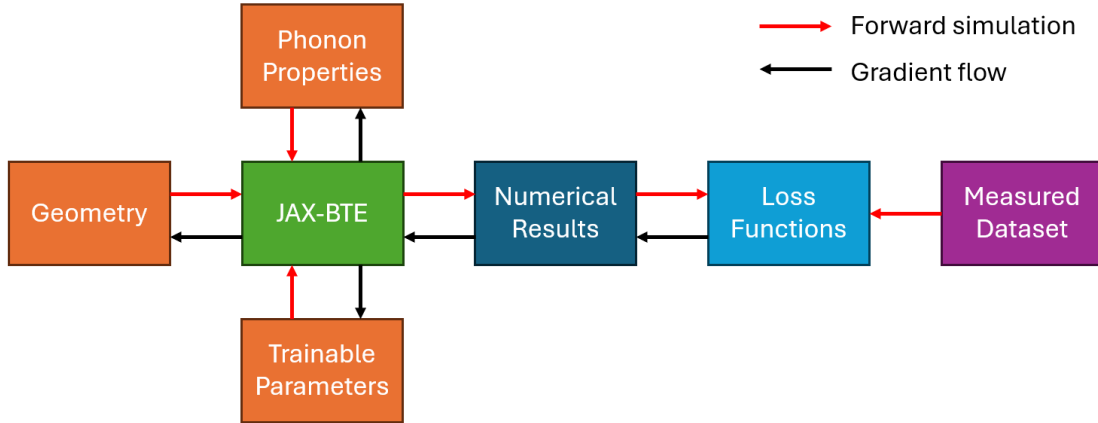 Phonon
Properties
Forward simulation
Gradient flow
Geometry
JAX-BTE
Numerical
Results
Loss
Functions
Measured
Dataset
Trainable
Parameters